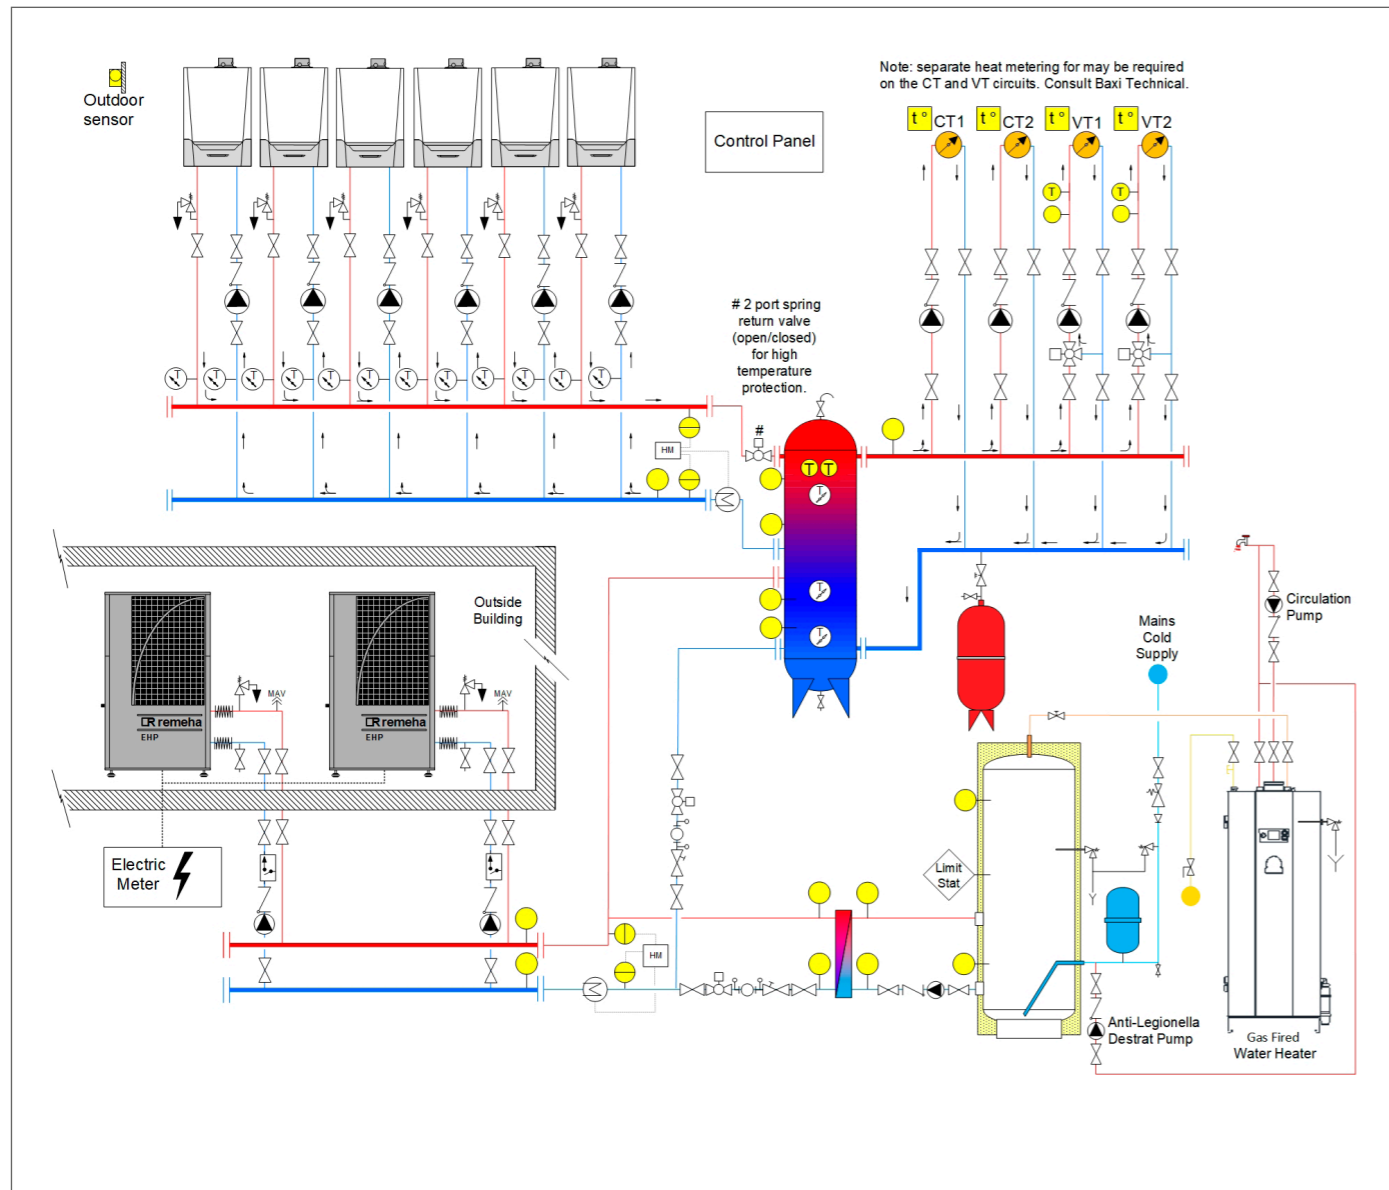 Outdoor
sensor
Note: separate heat metering for may be required
on the CT and VT circuits. Consult Baxi Technical.
Control Panel
t° CT1
t° CT2
t° VT1
t° VT2
T
T
# 2 port spring
return valve
(open/closed)
for high
temperature
protection.
T
T
T
T
T
T
T
T
T
T
T
T
#
HM
T T
T
T
T
Outside
Building
MAV
MAV
remeha
EHP
remeha
EHP
Circulation
Pump
Mains
Cold
Supply
Electric
Meter
Limit
Stat
HM
Anti-Legionella
Destrat Pump
Gas Fired
Water Heater